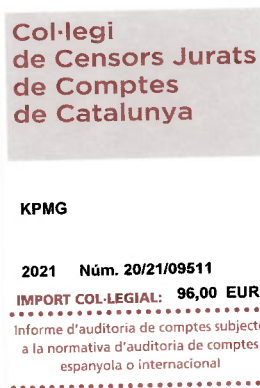 Col·legi
de Censors Jurats
de Comptes
de Catalunya
KPMG
2021 Núm. 20/21/09511
IMPORT COL·LEGIAL: 96,00 EUR
Informe d'auditoria de comptes subjecte
a la normativa d'auditoria de comptes
espanyola o internacional